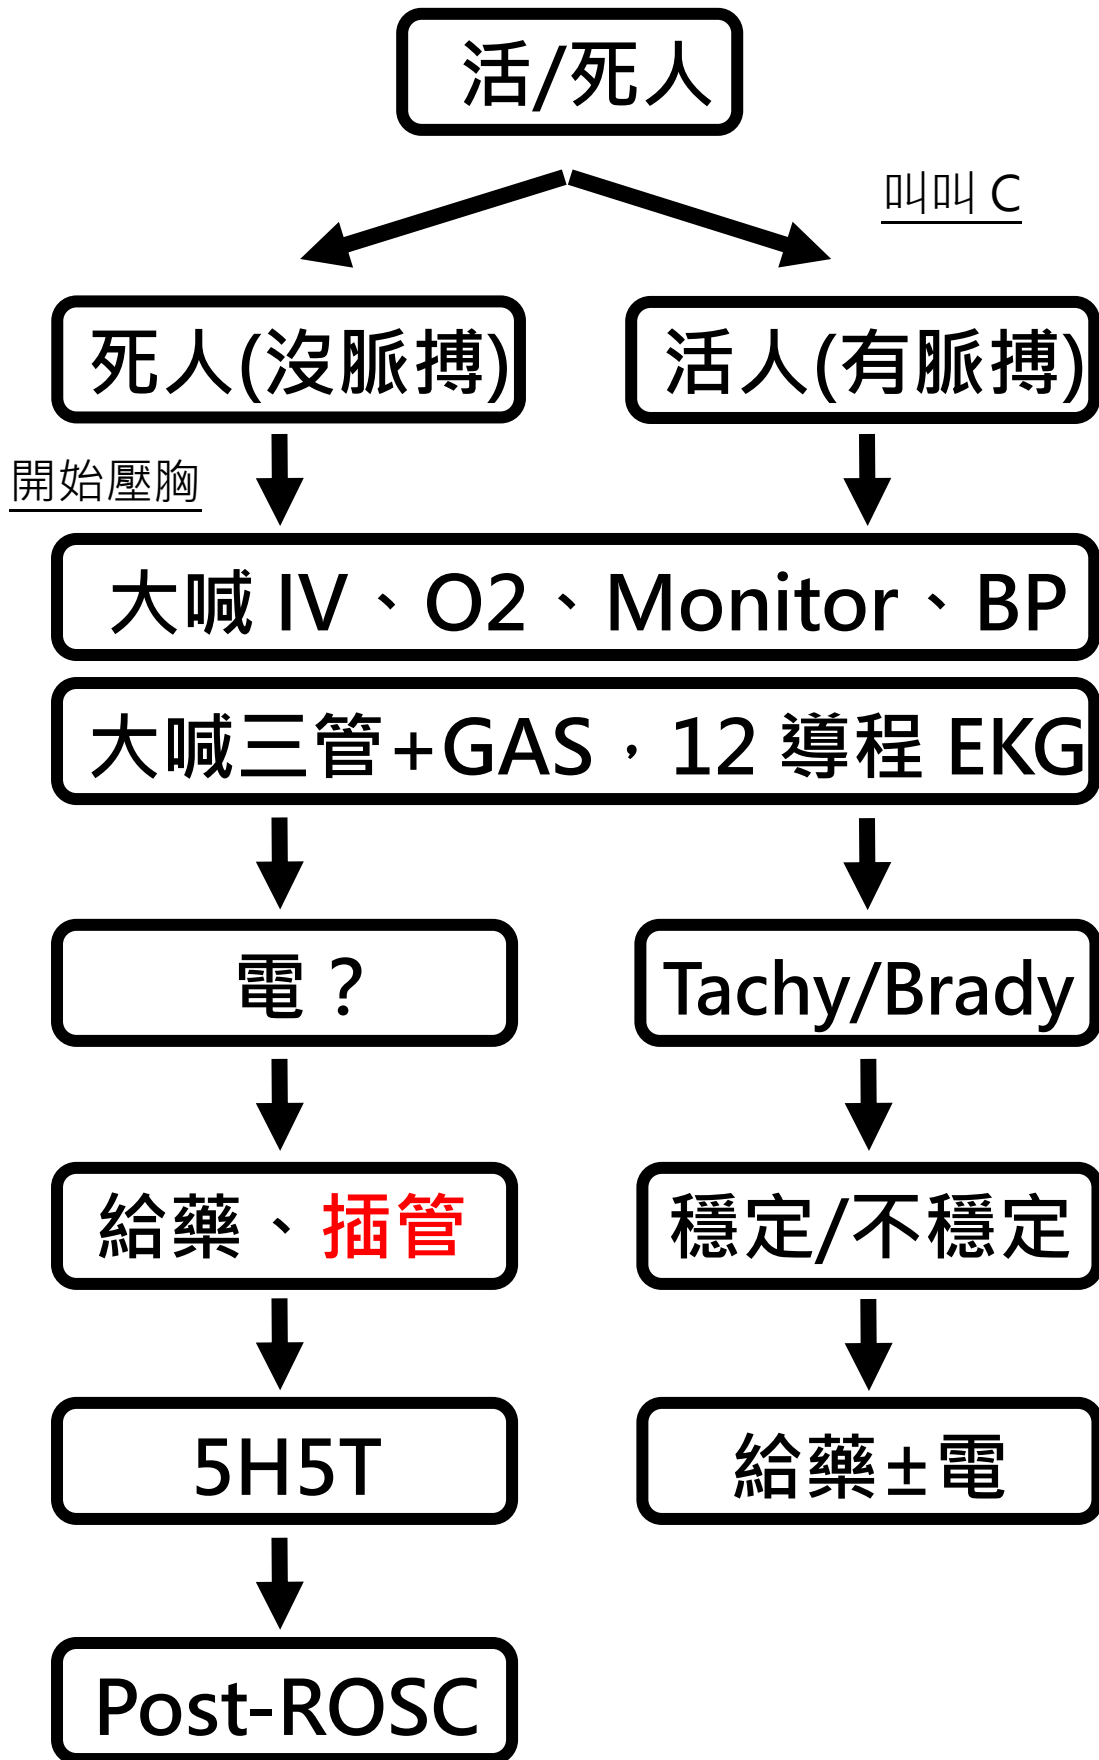 活/死人
叫叫 C
死人(沒脈搏)
活人(有脈搏)
開始壓胸
大喊 IV、O2、Monitor、BP
大喊三管+GAS，12 導程 EKG
電？
Tachy/Brady
給藥、插管
穩定/不穩定
5H5T
給藥±電
Post-ROSC